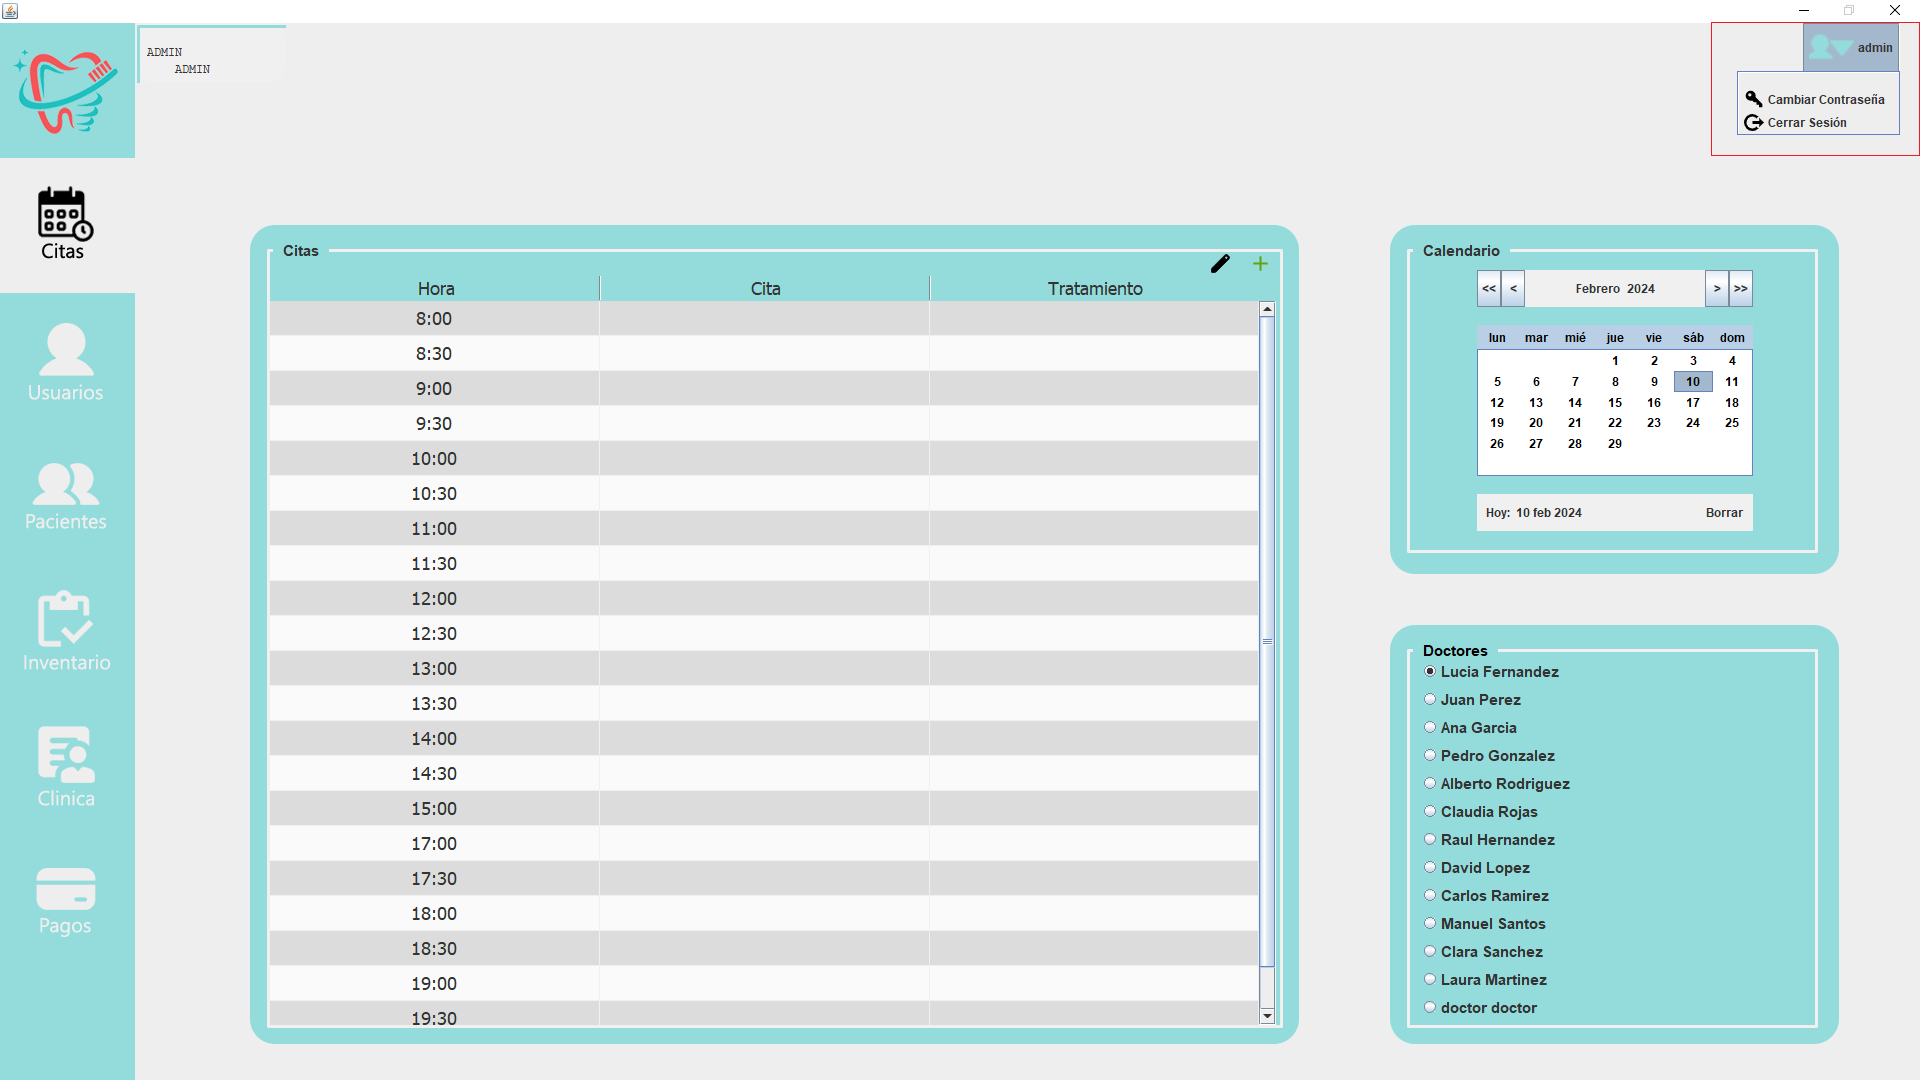 ADMIN
ADMIN
admin
Cambiar Contraseña
Cerrar Sesión
Citas
Usuarios
Pacientes
Inventario
Clinica
Pagos
Citas
+
Hora Cita Tratamiento
8:00
8:30
9:00
9:30
10:00
10:30
11:00
11:30
12:00
12:30
13:00
13:30
14:00
14:30
15:00
17:00
17:30
18:00
18:30
19:00
19:30
Calendario
<< < Febrero 2024 > >>
lun mar mié jue vie sáb dom
1 2 3 4
5 6 7 8 9 10 11
12 13 14 15 16 17 18
19 20 21 22 23 24 25
26 27 28 29
Hoy: 10 feb 2024 Borrar
Doctores
Lucia Fernandez
Juan Perez
Ana Garcia
Pedro Gonzalez
Alberto Rodriguez
Claudia Rojas
Raul Hernandez
David Lopez
Carlos Ramirez
Manuel Santos
Clara Sanchez
Laura Martinez
doctor doctor